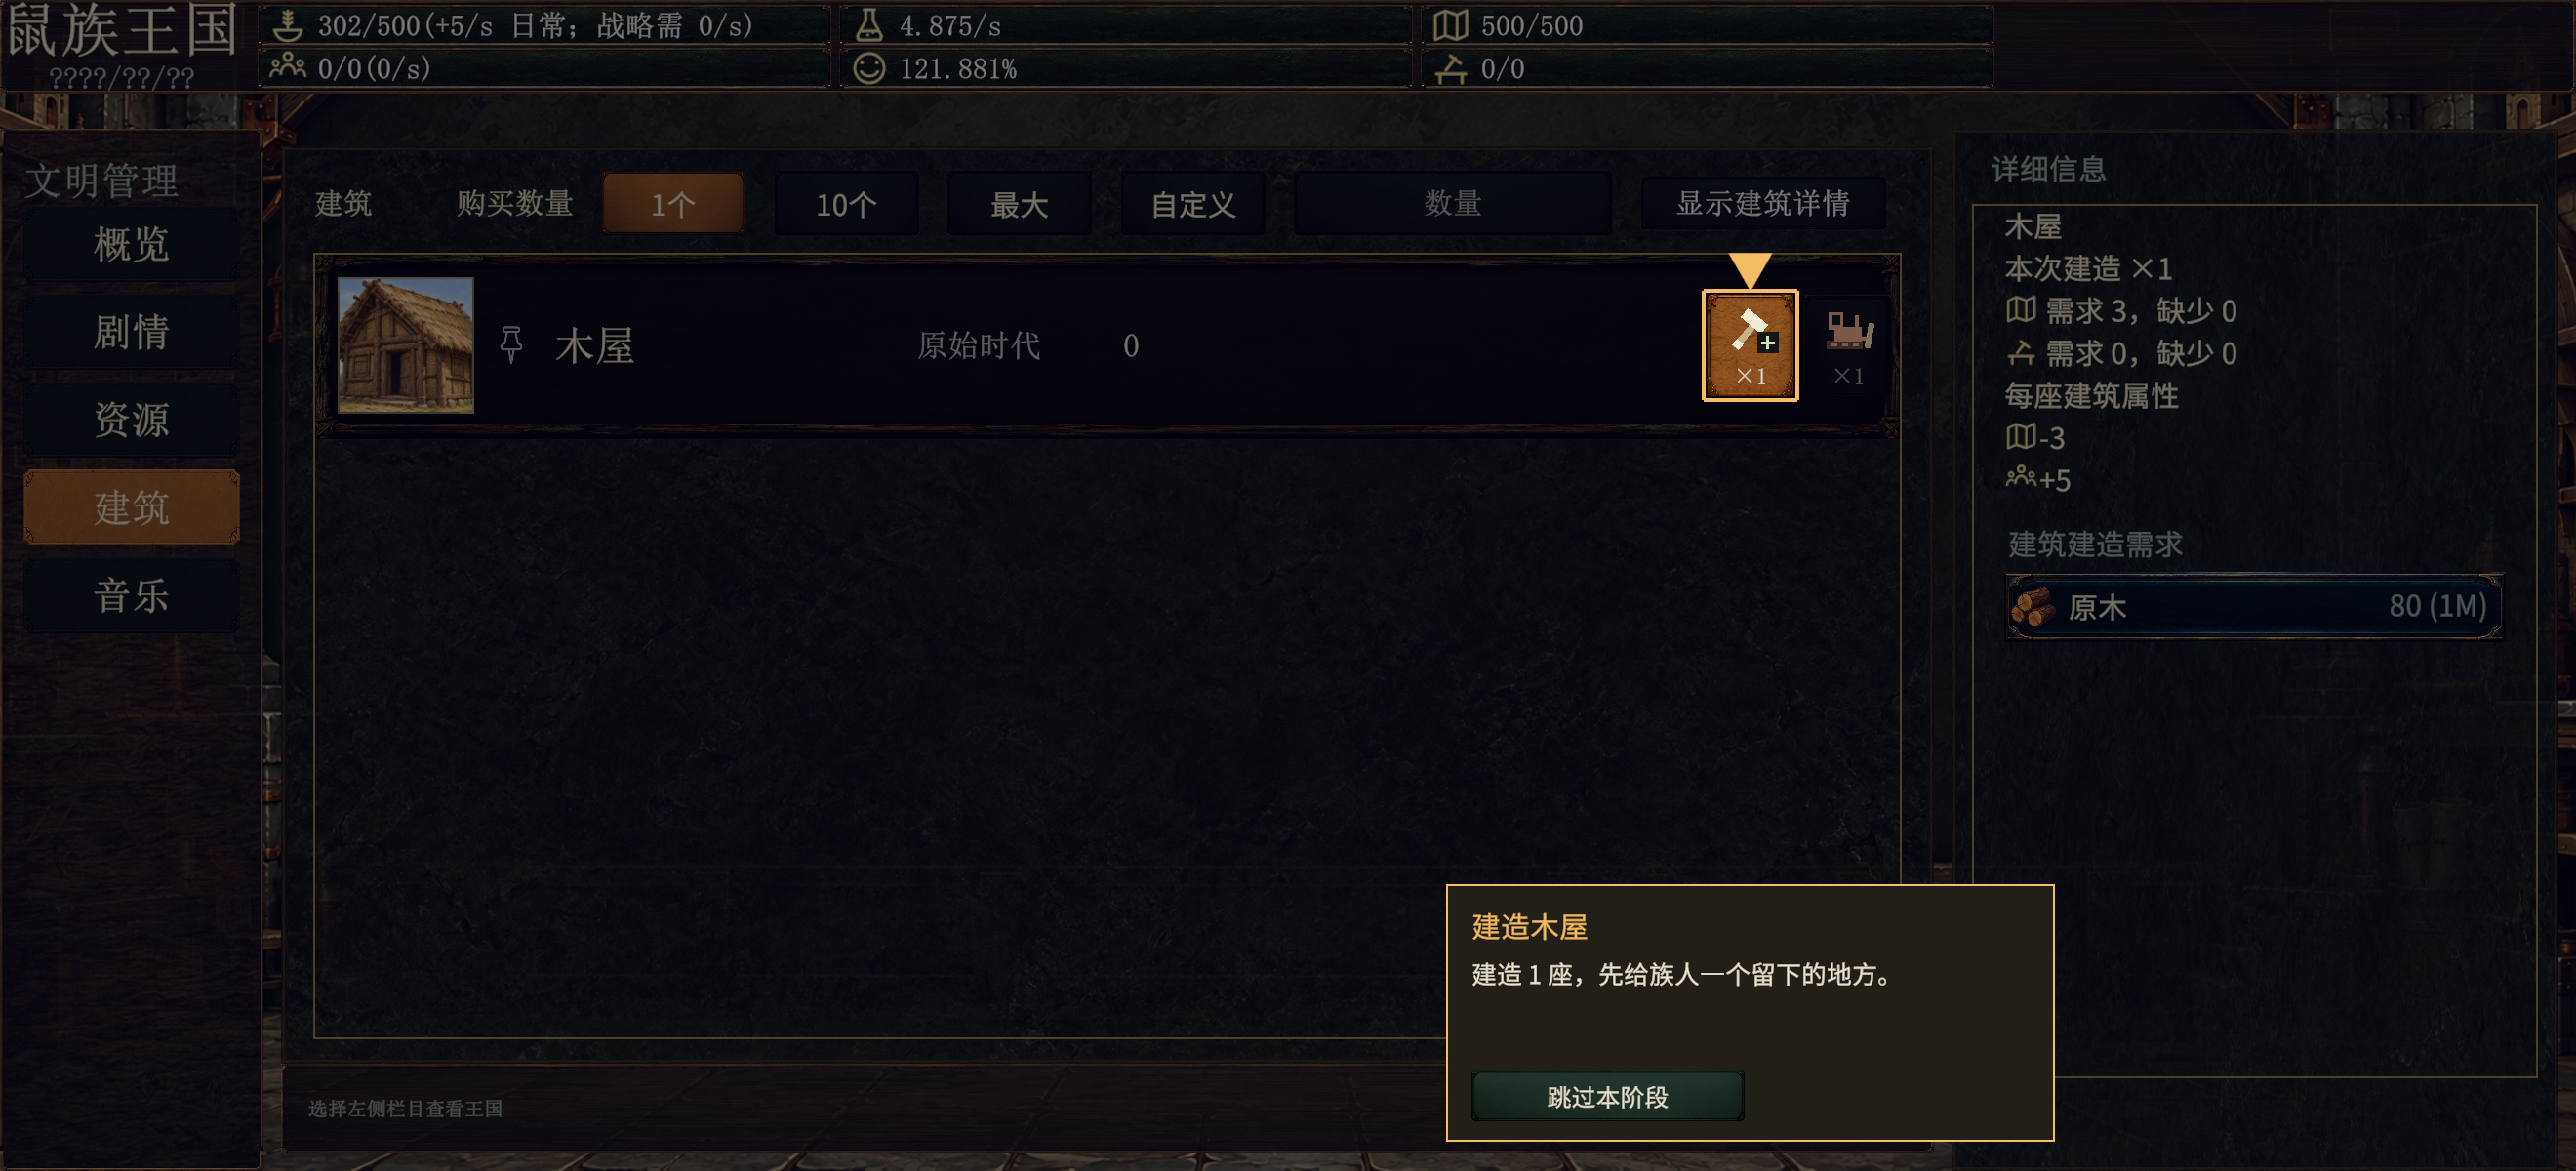 鼠族王国
????/??/??
302/500(+5/s 日常；战略需 0/s)
4.875/s
500/500
0/0(0/s)
121.881%
0/0
文明管理
概览
剧情
资源
建筑
音乐
建筑 购买数量 1个 10个 最大 自定义 数量 显示建筑详情
木屋 原始时代 0
×1
×1
详细信息
木屋
本次建造 ×1
需求 3，缺少 0
需求 0，缺少 0
每座建筑属性
-3
+5
建筑建造需求
原木 80 (1M)
建造木屋
建造 1 座，先给族人一个留下的地方。
跳过本阶段
选择左侧栏目查看王国